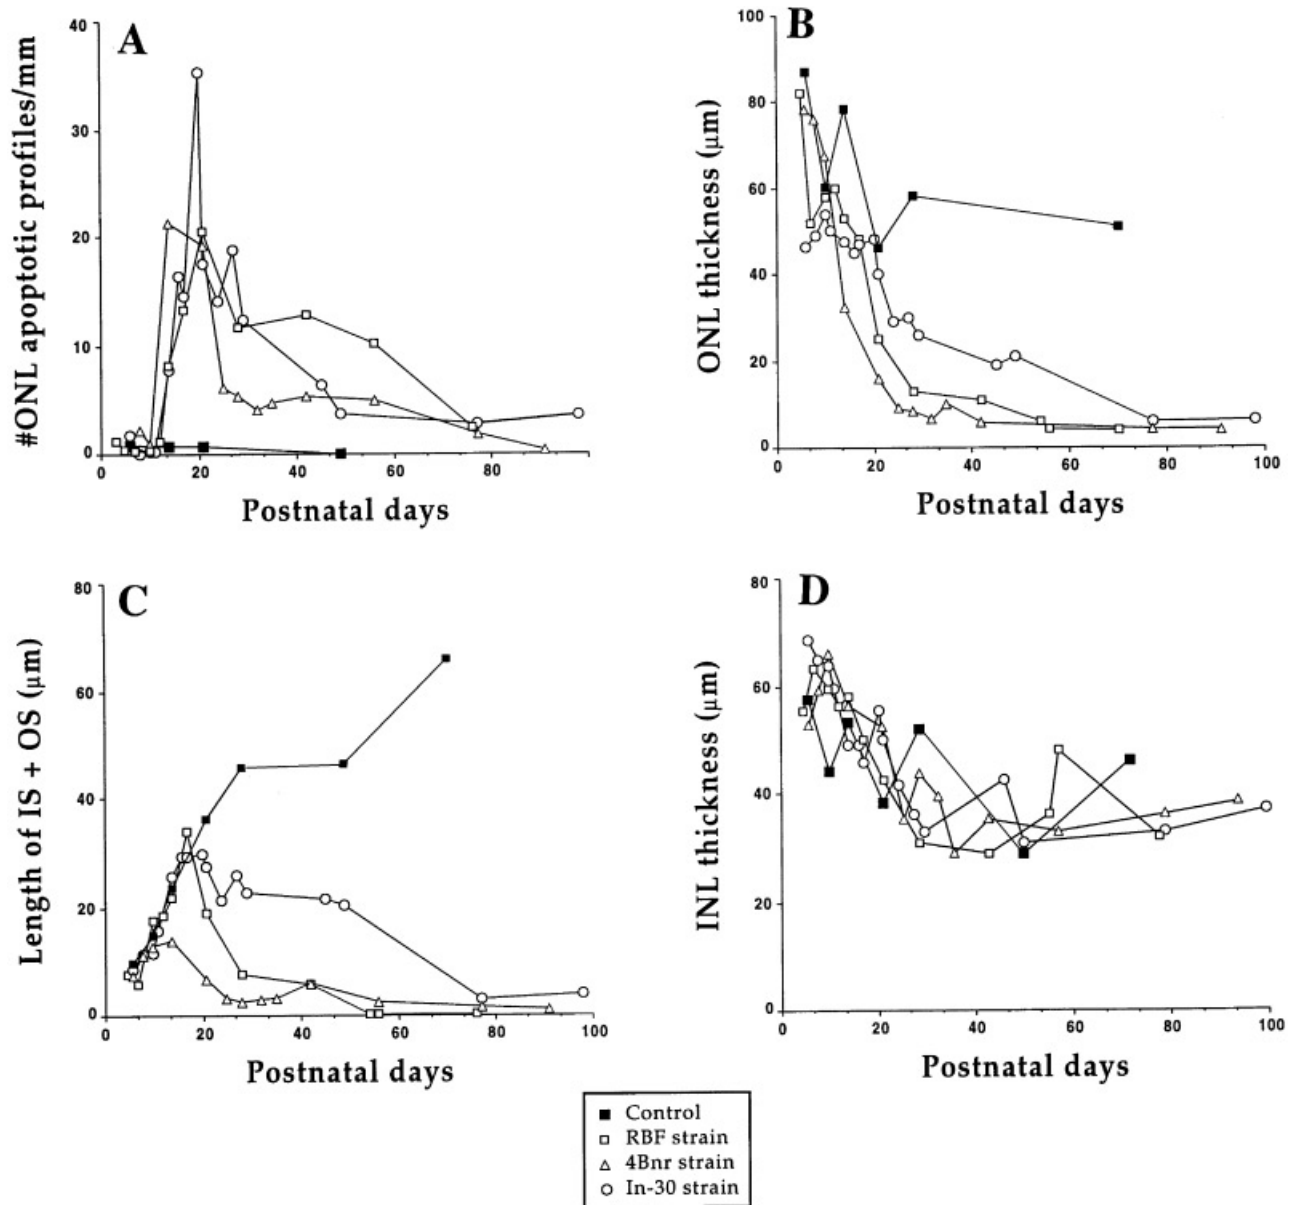 A
#ONL apoptotic profiles/mm
40
30
20
10
0
0 20 40 60 80
Postnatal days
B
ONL thickness (μm)
100
80
60
40
20
0
0 20 40 60 80 100
Postnatal days
C
Length of IS + OS (μm)
80
60
40
20
0
0 20 40 60 80 100
Postnatal days
D
INL thickness (μm)
80
60
40
20
0
0 20 40 60 80 100
Postnatal days
Control
RBF strain
4Bnr strain
In-30 strain